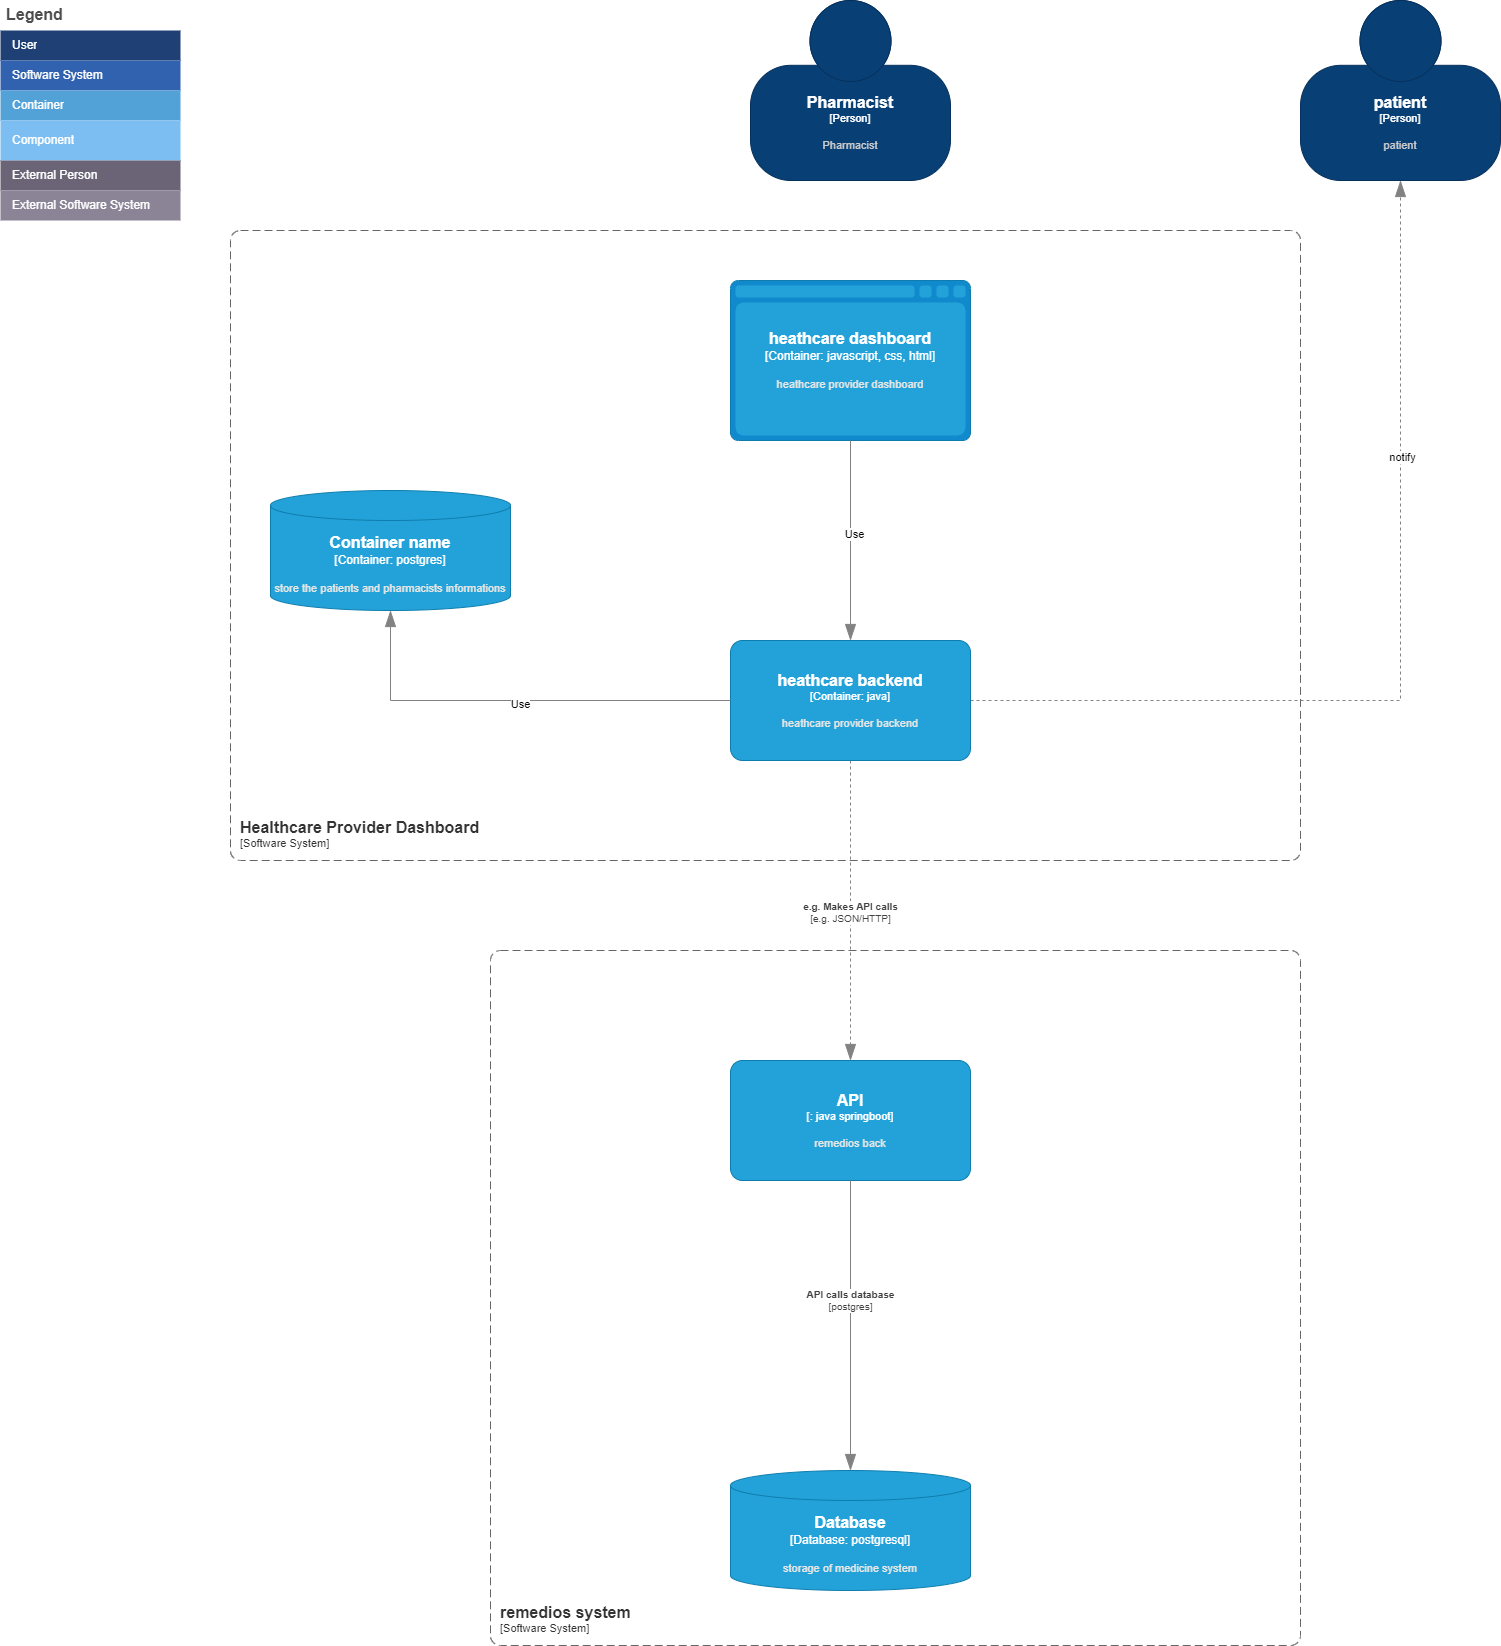 Legend
User
Software System
Container
Component
External Person
External Software System
Pharmacist
[Person]
Pharmacist
patient
[Person]
patient
heathcare dashboard
[Container: javascript, css, html]
heathcare provider dashboard
notify
Use
Container name
[Container: postgres]
store the patients and pharmacists informations
heathcare backend
[Container: java]
heathcare provider backend
Use
Healthcare Provider Dashboard
[Software System]
e.g. Makes API calls
[e.g. JSON/HTTP]
API
[: java springboot]
remedios back
API calls database
[postgres]
Database
[Database: postgresql]
storage of medicine system
remedios system
[Software System]